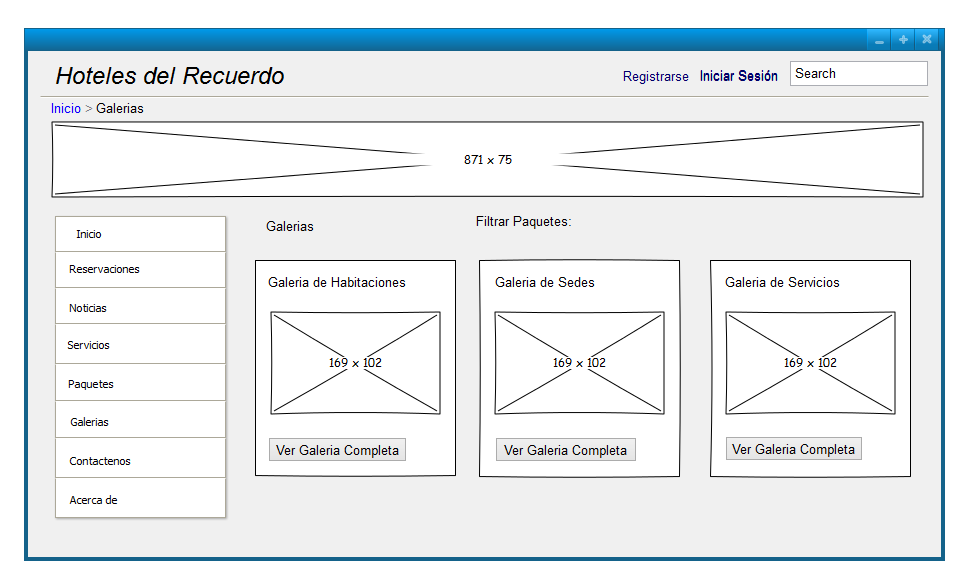 Hoteles del Recuerdo
Registrarse Iniciar Sesión Search
Inicio > Galerias
871 x 75
Inicio
Reservaciones
Noticias
Servicios
Paquetes
Galerias
Contactenos
Acerca de
Galerias
Filtrar Paquetes:
Galeria de Habitaciones
169 x 102
Ver Galeria Completa
Galeria de Sedes
169 x 102
Ver Galeria Completa
Galeria de Servicios
169 x 102
Ver Galeria Completa